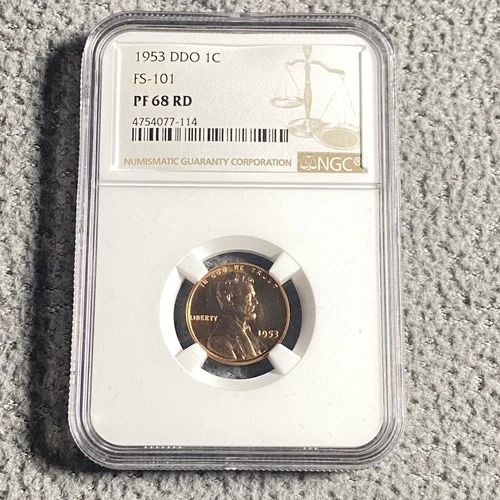 1953 DDO 1C
FS-101
PF 68 RD
4754077-114
NUMISMATIC GUARANTY CORPORATION NGC®
IN GOD WE TRUST
LIBERTY
1953